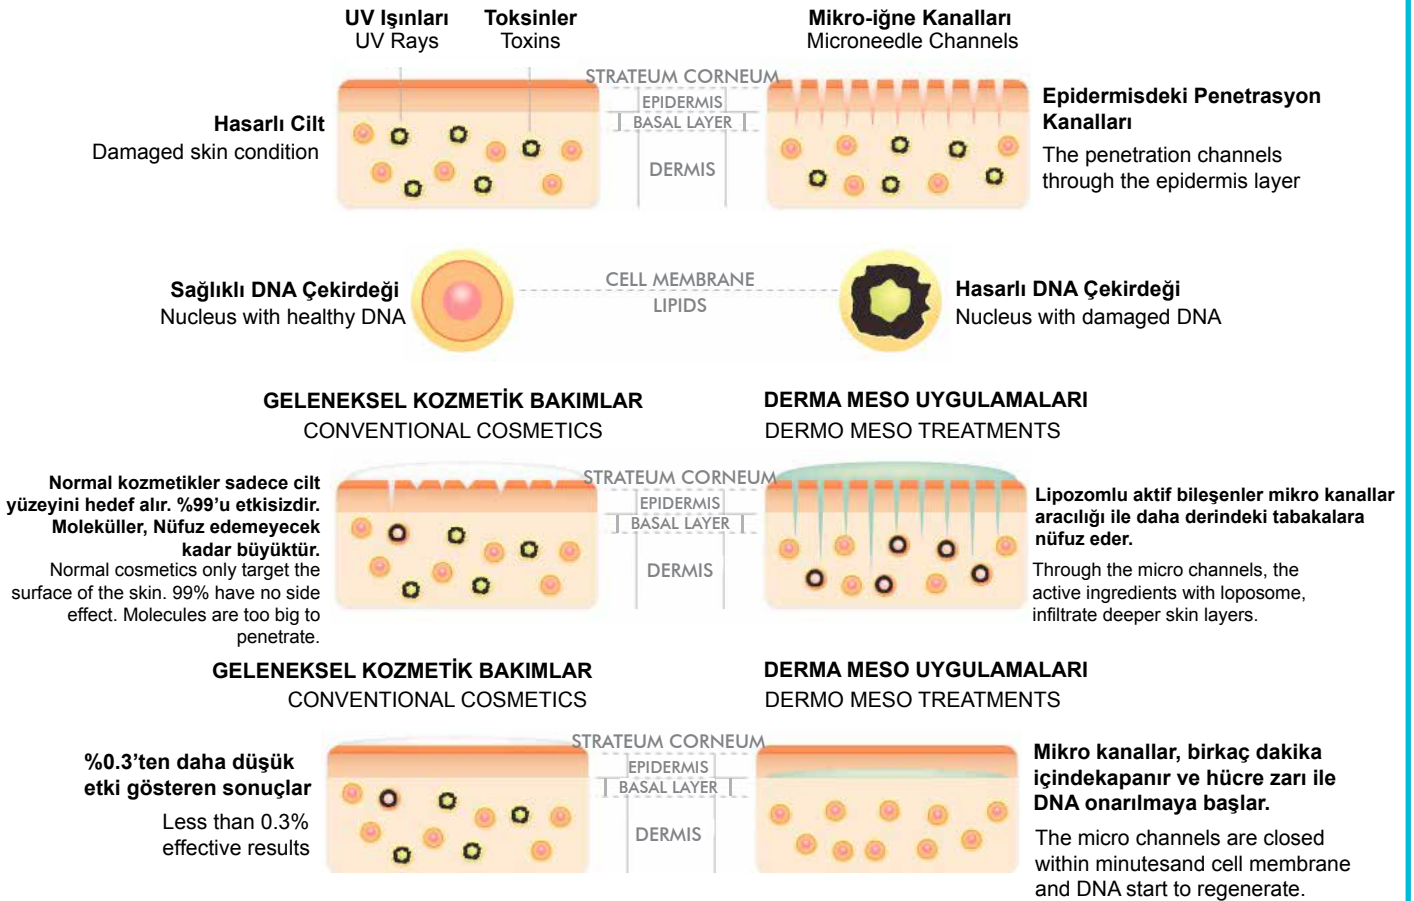 UV Işınları
UV Rays
Toksinler
Toxins
Mikro-iğne Kanalları
Microneedle Channels
Hasarlı Cilt
Damaged skin condition
STRATEUM CORNEUM
EPIDERMIS
BASAL LAYER
DERMIS
Epidermisdeki Penetrasyon
Kanalları
The penetration channels
through the epidermis layer
Sağlıklı DNA Çekirdeği
Nucleus with healthy DNA
CELL MEMBRANE
LIPIDS
Hasarlı DNA Çekirdeği
Nucleus with damaged DNA
GELENEKSEL KOZMETİK BAKIMLAR
CONVENTIONAL COSMETICS
DERMA MESO UYGULAMALARI
DERMO MESO TREATMENTS
Normal kozmetikler sadece cilt
yüzeyini hedef alır. %99’u etkisizdir.
Moleküller, Nüfuz edemeyecek
kadar büyüktür.
Normal cosmetics only target the
surface of the skin. 99% have no side
effect. Molecules are too big to
penetrate.
STRATEUM CORNEUM
EPIDERMIS
BASAL LAYER
DERMIS
Lipozomlu aktif bileşenler mikro kanallar
aracılığı ile daha derindeki tabakalara
nüfuz eder.
Through the micro channels, the
active ingredients with loposome,
infiltrate deeper skin layers.
GELENEKSEL KOZMETİK BAKIMLAR
CONVENTIONAL COSMETICS
DERMA MESO UYGULAMALARI
DERMO MESO TREATMENTS
%0.3’ten daha düşük
etki gösteren sonuçlar
Less than 0.3%
effective results
STRATEUM CORNEUM
EPIDERMIS
BASAL LAYER
DERMIS
Mikro kanallar, birkaç dakika
içindekapanır ve hücre zarı ile
DNA onarılmaya başlar.
The micro channels are closed
within minutesand cell membrane
and DNA start to regenerate.